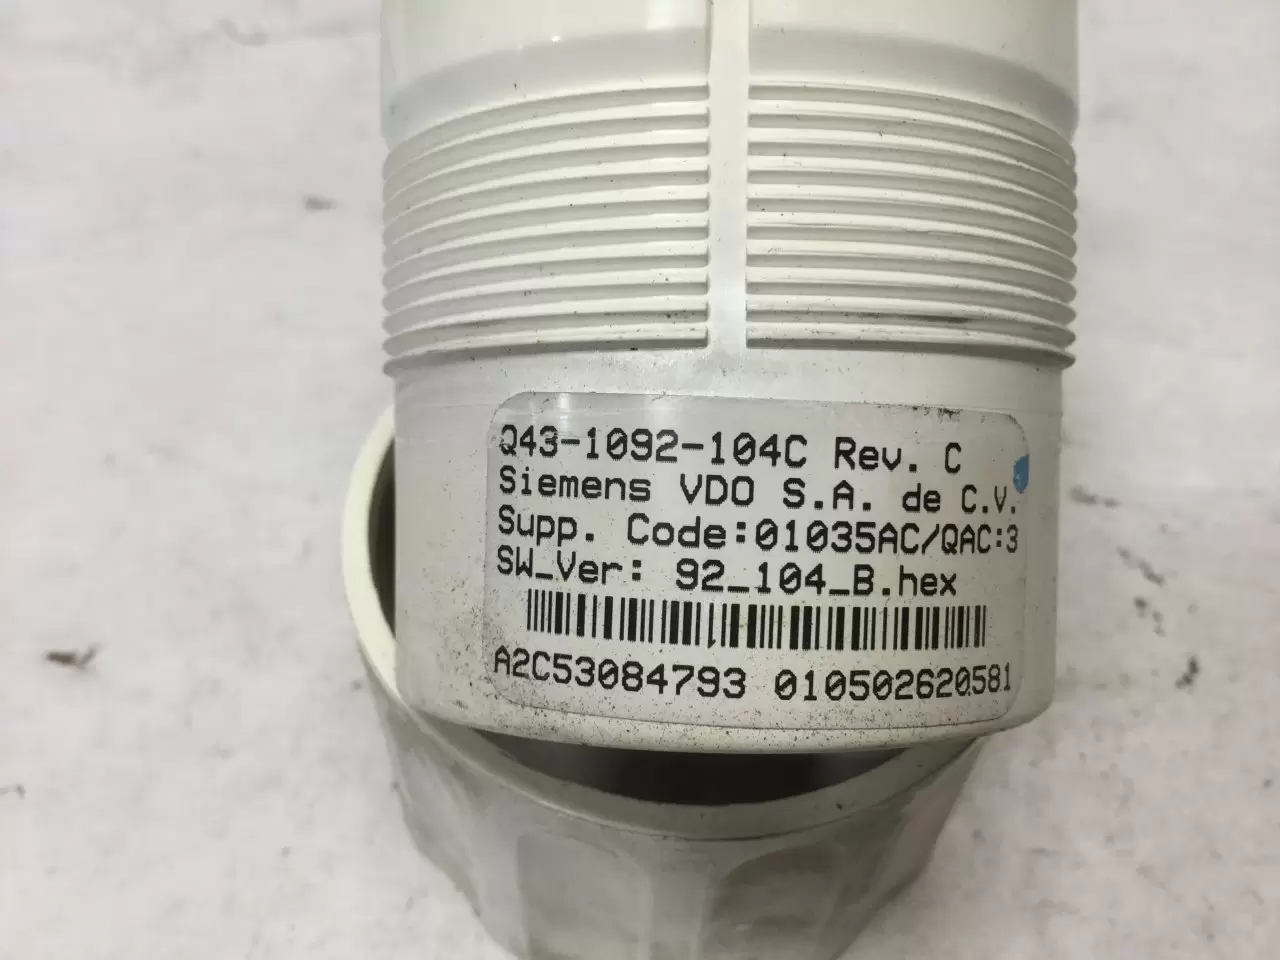 Q43-1092-104C Rev. C
Siemens VDO S.A. de C.V.
Supp. Code:01035AC/QAC:3
SW_Ver: 92_104_B.hex
A2C53084793 010502620581